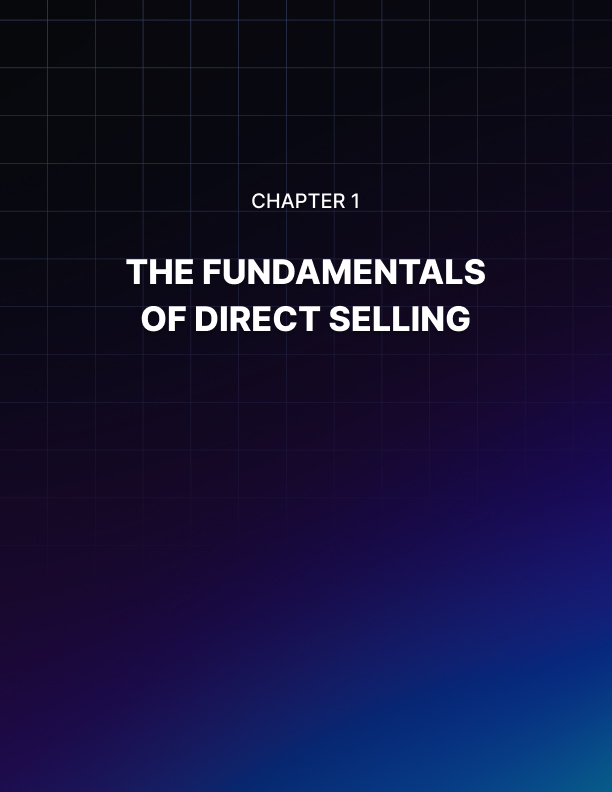 CHAPTER 1
THE FUNDAMENTALS
OF DIRECT SELLING